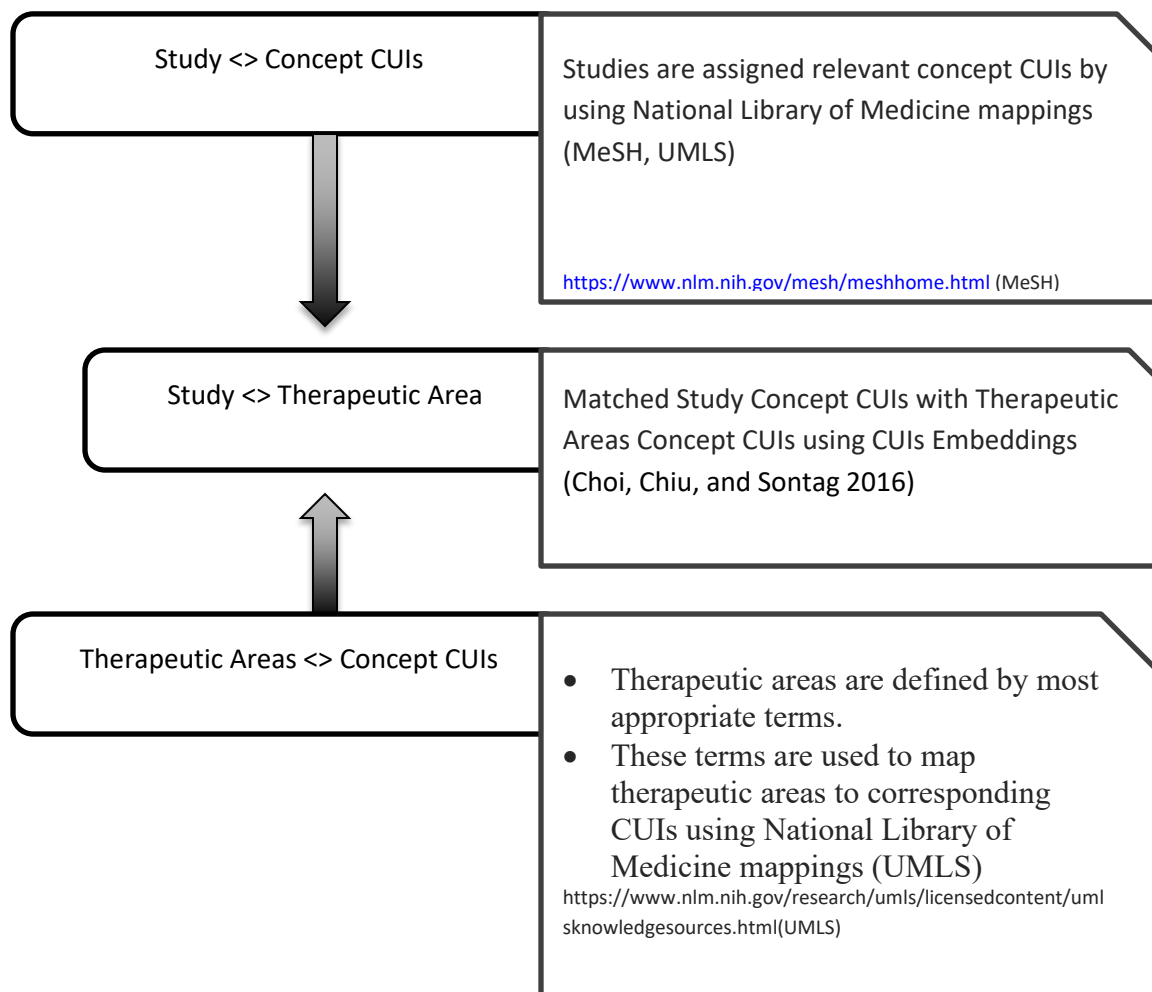 Study <> Concept CUIs
Studies are assigned relevant concept CUIs by
using National Library of Medicine mappings
(MeSH, UMLS)
https://www.nlm.nih.gov/mesh/meshhome.html (MeSH)
Study <> Therapeutic Area
Matched Study Concept CUIs with Therapeutic
Areas Concept CUIs using CUIs Embeddings
(Choi, Chiu, and Sontag 2016)
Therapeutic Areas <> Concept CUIs
• Therapeutic areas are defined by most
appropriate terms.
• These terms are used to map
therapeutic areas to corresponding
CUIs using National Library of
Medicine mappings (UMLS)
https://www.nlm.nih.gov/research/umls/licensedcontent/uml
sknowledgesources.html(UMLS)